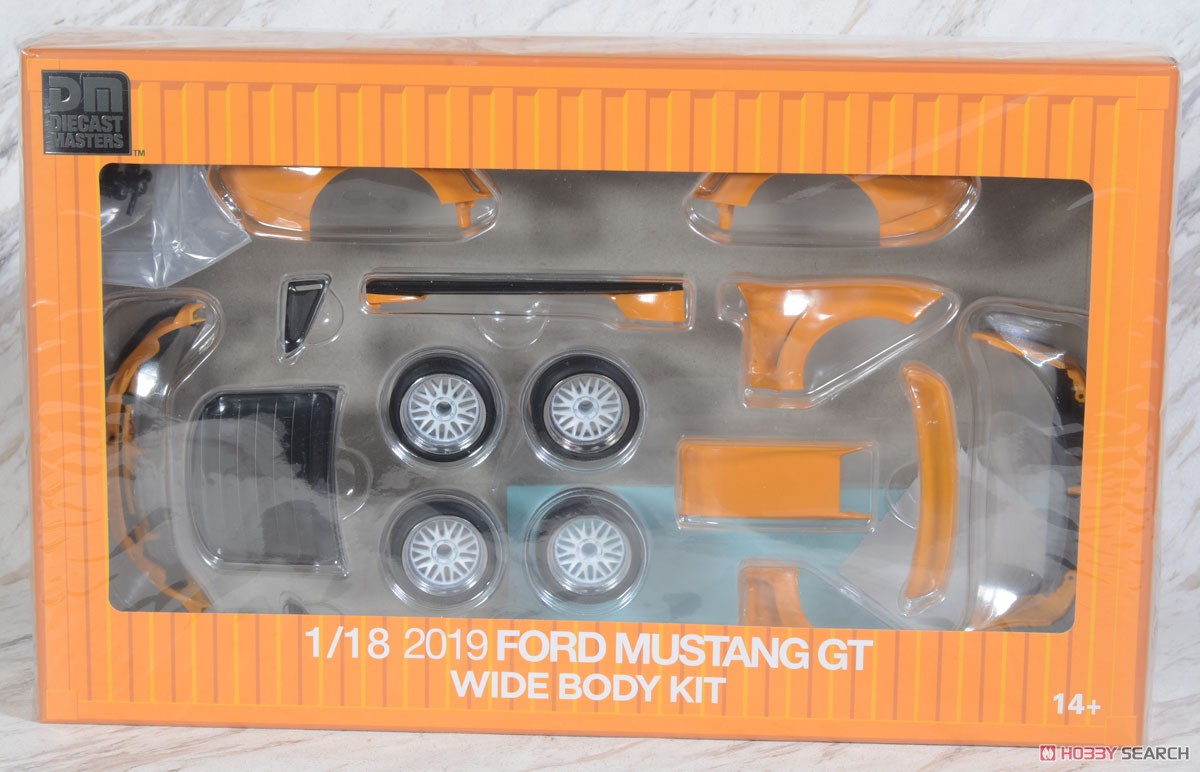 DM
DIECAST
MASTERS
TM
1/18 2019 FORD MUSTANG GT
WIDE BODY KIT
14+
HOBBY SEARCH